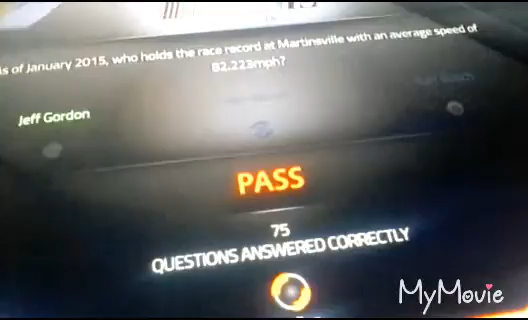 is of January 2015, who holds the race record at Martinsville with an average speed of
82.223mph?
Jeff Gordon
PASS
75
QUESTIONS ANSWERED CORRECTLY
MyMovie